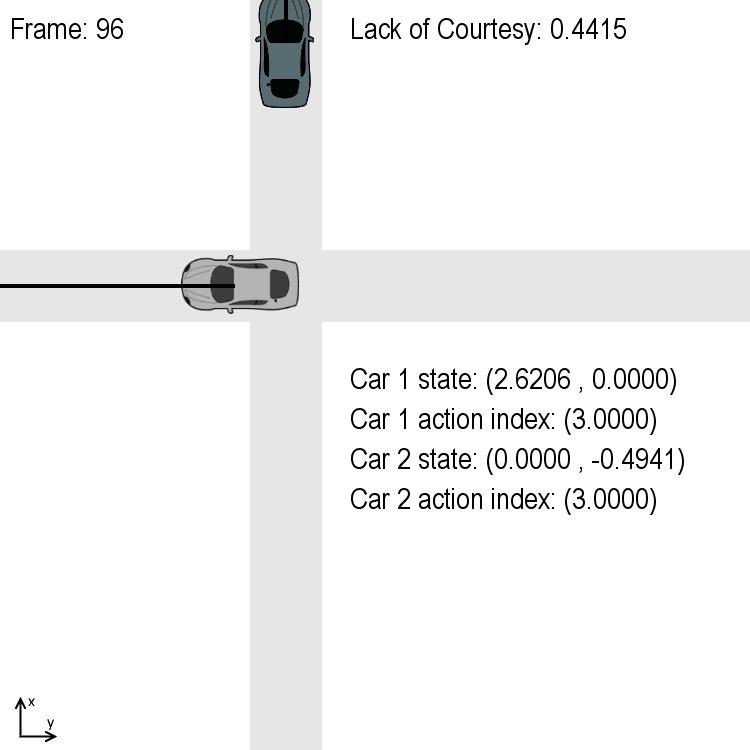 Frame: 96
Lack of Courtesy: 0.4415
Car 1 state: (2.6206 , 0.0000)
Car 1 action index: (3.0000)
Car 2 state: (0.0000 , -0.4941)
Car 2 action index: (3.0000)
x
y